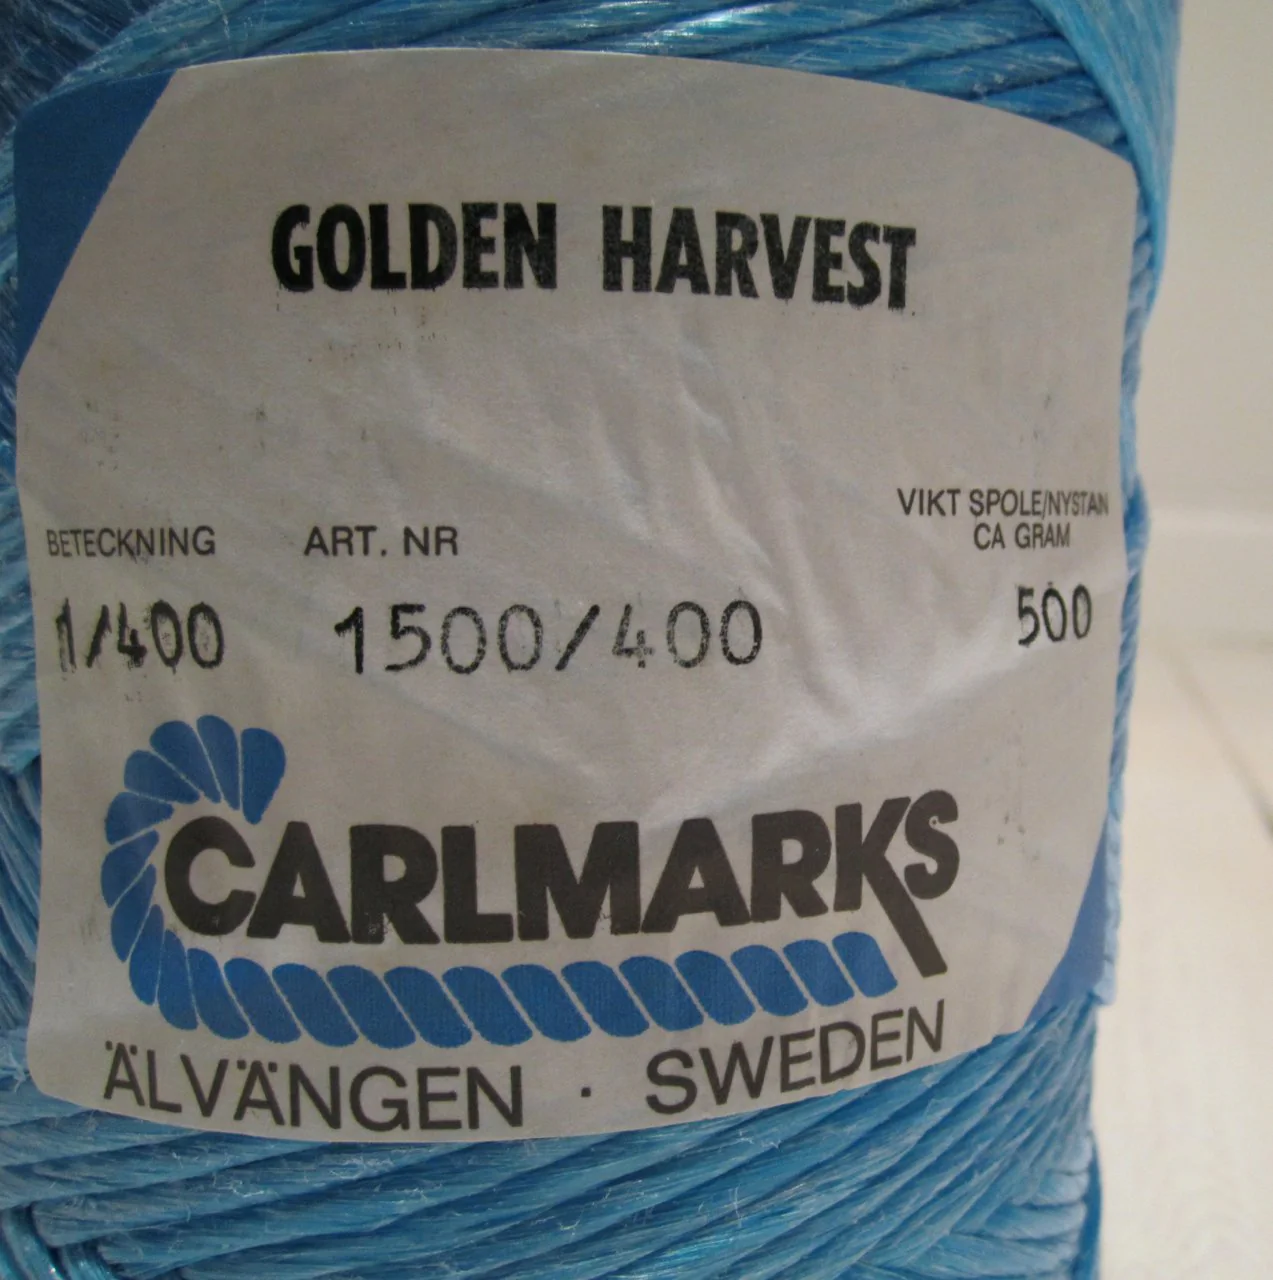 GOLDEN HARVEST
BETECKNING ART. NR VIKT SPOLE/NYSTAN
CA GRAM
1/400 1500/400 500
CARLMARKS
ÄLVÄNGEN · SWEDEN